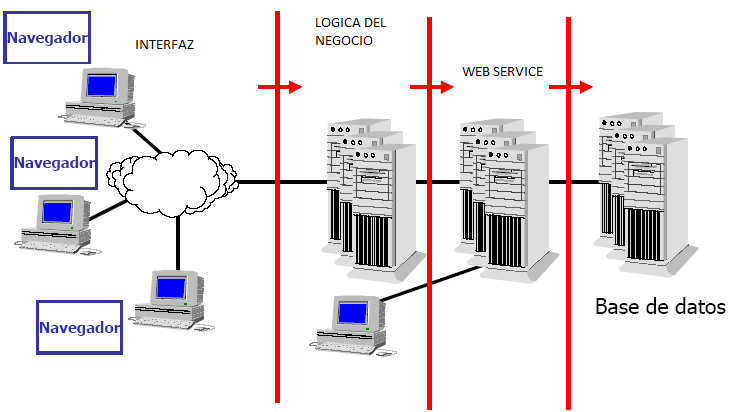 Navegador
INTERFAZ
LOGICA DEL
NEGOCIO
WEB SERVICE
Navegador
Navegador
Base de datos